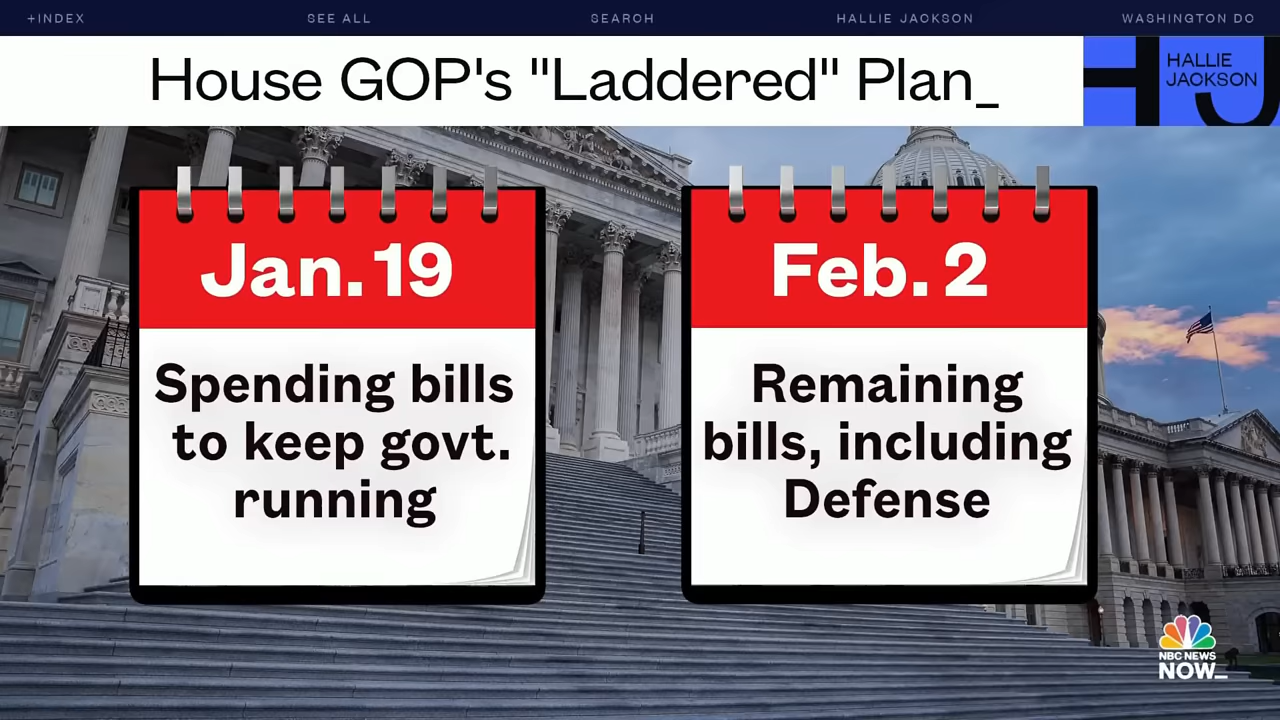 +INDEX
SEE ALL
SEARCH
HALLIE JACKSON
WASHINGTON DC
House GOP's "Laddered" Plan_
HALLIE
JACKSON
HJ
Jan. 19
Spending bills
to keep govt.
running
Feb. 2
Remaining
bills, including
Defense
NBC NEWS
NOW_